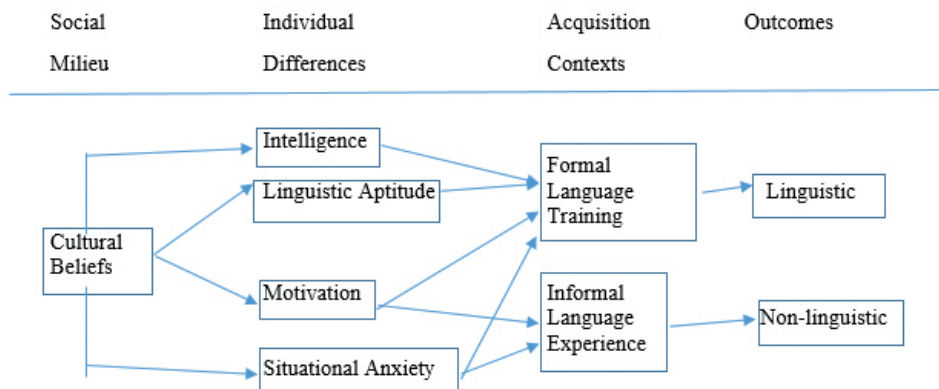 Social Individual Acquisition Outcomes
Milieu Differences Contexts
Intelligence
Linguistic Aptitude
Cultural
Beliefs
Motivation
Situational Anxiety
Formal
Language
Training
Informal
Language
Experience
Linguistic
Non-linguistic